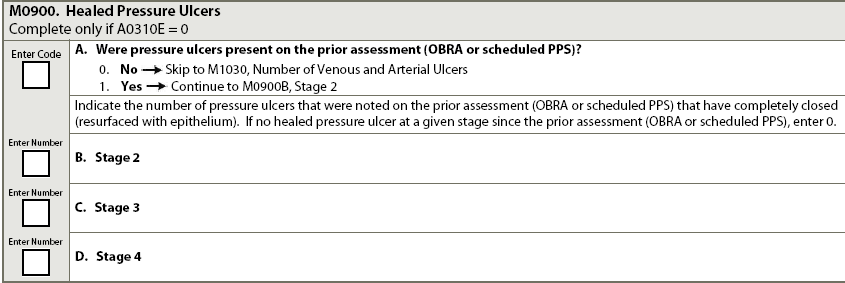 M0900. Healed Pressure Ulcers
Complete only if A0310E = 0
Enter Code
A. Were pressure ulcers present on the prior assessment (OBRA or scheduled PPS)?
0. No → Skip to M1030, Number of Venous and Arterial Ulcers
1. Yes → Continue to M0900B, Stage 2
Indicate the number of pressure ulcers that were noted on the prior assessment (OBRA or scheduled PPS) that have completely closed
(resurfaced with epithelium). If no healed pressure ulcer at a given stage since the prior assessment (OBRA or scheduled PPS), enter 0.
Enter Number
B. Stage 2
Enter Number
C. Stage 3
Enter Number
D. Stage 4